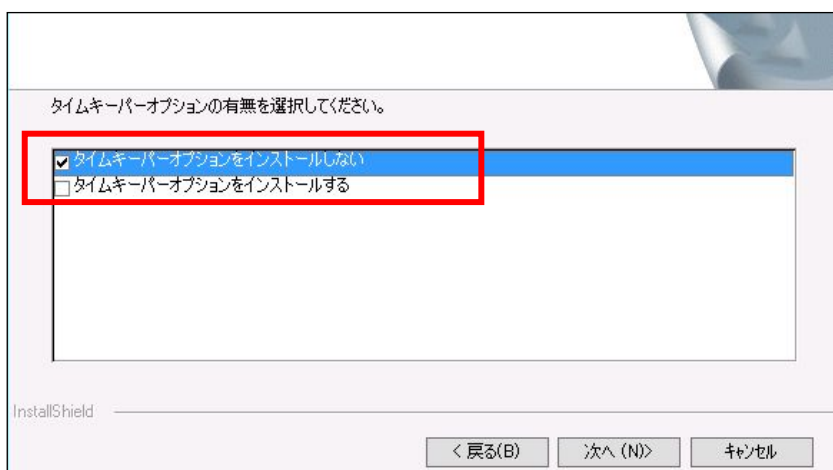 タイムキーパーオプションの有無を選択してください。
タイムキーパーオプションをインストールしない
タイムキーパーオプションをインストールする
InstallShield
< 戻る(B)
次へ (N)>
キャンセル